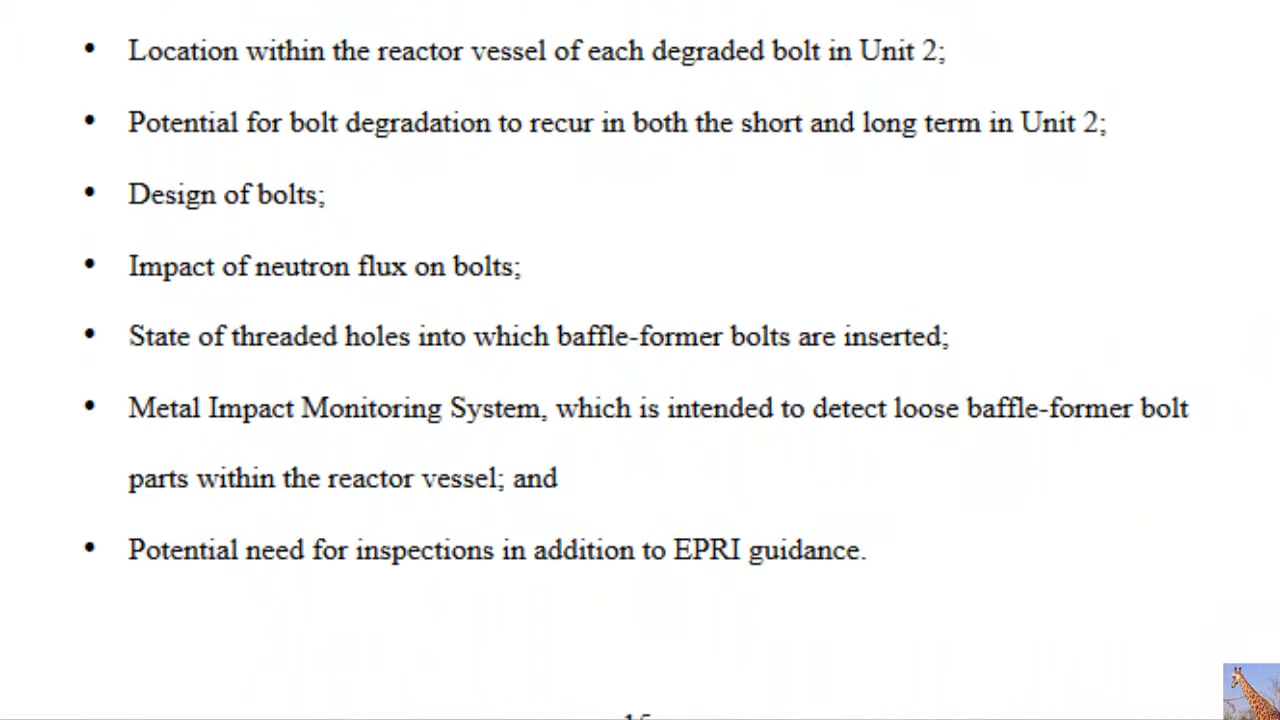 • Location within the reactor vessel of each degraded bolt in Unit 2;
• Potential for bolt degradation to recur in both the short and long term in Unit 2;
• Design of bolts;
• Impact of neutron flux on bolts;
• State of threaded holes into which baffle-former bolts are inserted;
• Metal Impact Monitoring System, which is intended to detect loose baffle-former bolt
parts within the reactor vessel; and
• Potential need for inspections in addition to EPRI guidance.